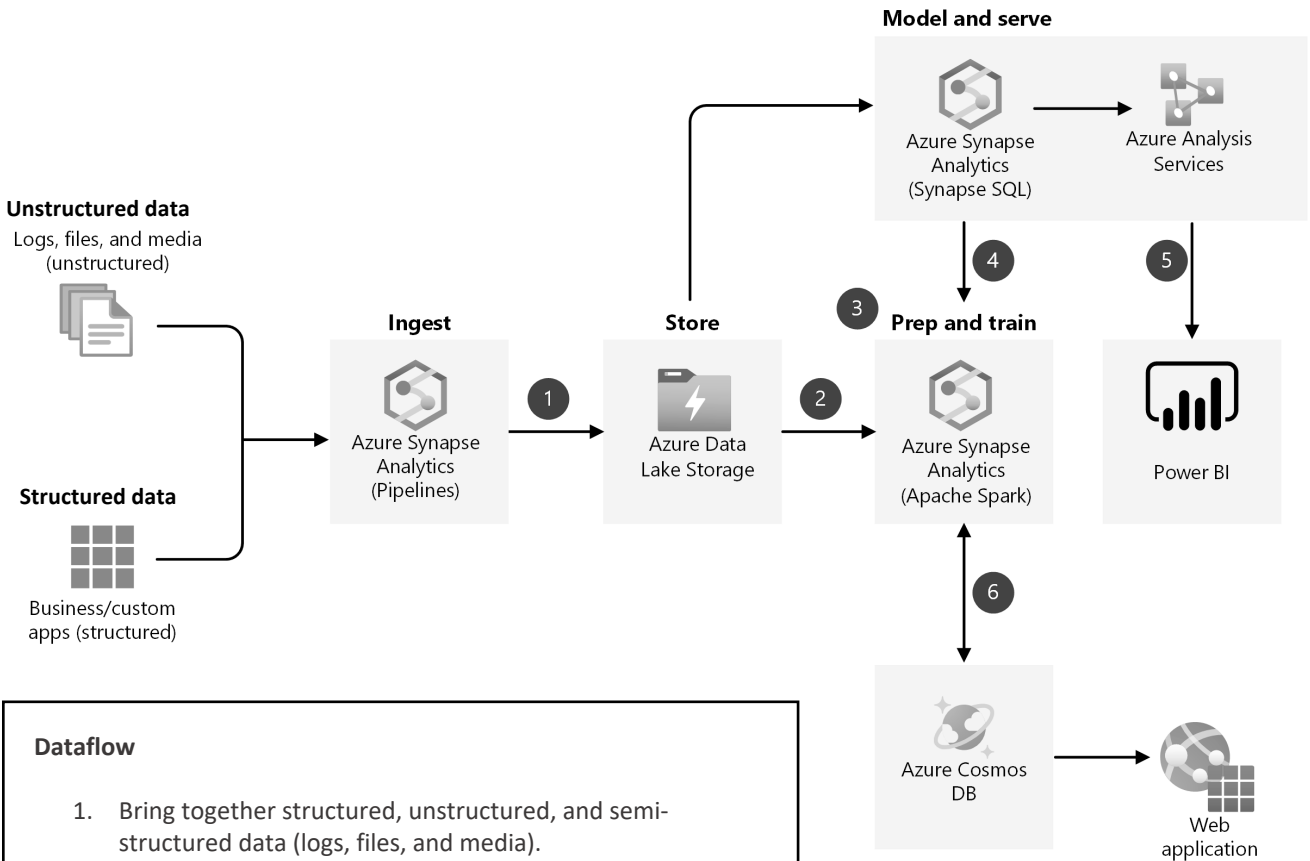 Model and serve
Azure Synapse
Analytics
(Synapse SQL)
Azure Analysis
Services
Unstructured data
Logs, files, and media
(unstructured)
4
5
3
Ingest
Store
Prep and train
Azure Synapse
Analytics
(Pipelines)
1
Azure Data
Lake Storage
2
Azure Synapse
Analytics
(Apache Spark)
Power BI
Structured data
Business/custom
apps (structured)
6
Azure Cosmos
DB
Web
application
Dataflow
1. Bring together structured, unstructured, and semi-
structured data (logs, files, and media).